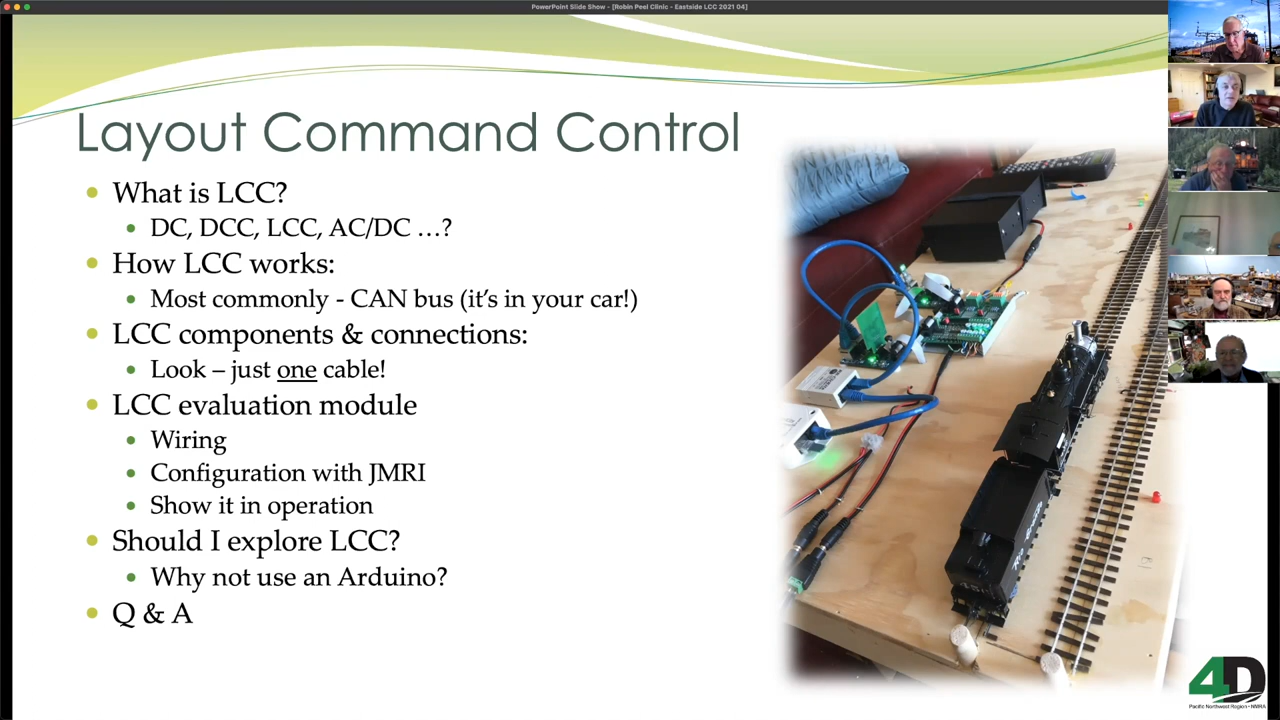 PowerPoint Slide Show - [Robin Peel Clinic - Eastside LCC 2021 04]
Layout Command Control
• What is LCC?
• DC, DCC, LCC, AC/DC …?
• How LCC works:
• Most commonly - CAN bus (it's in your car!)
• LCC components & connections:
• Look – just one cable!
• LCC evaluation module
• Wiring
• Configuration with JMRI
• Show it in operation
• Should I explore LCC?
• Why not use an Arduino?
• Q & A
4D
Pacific Northwest Region • NMRA